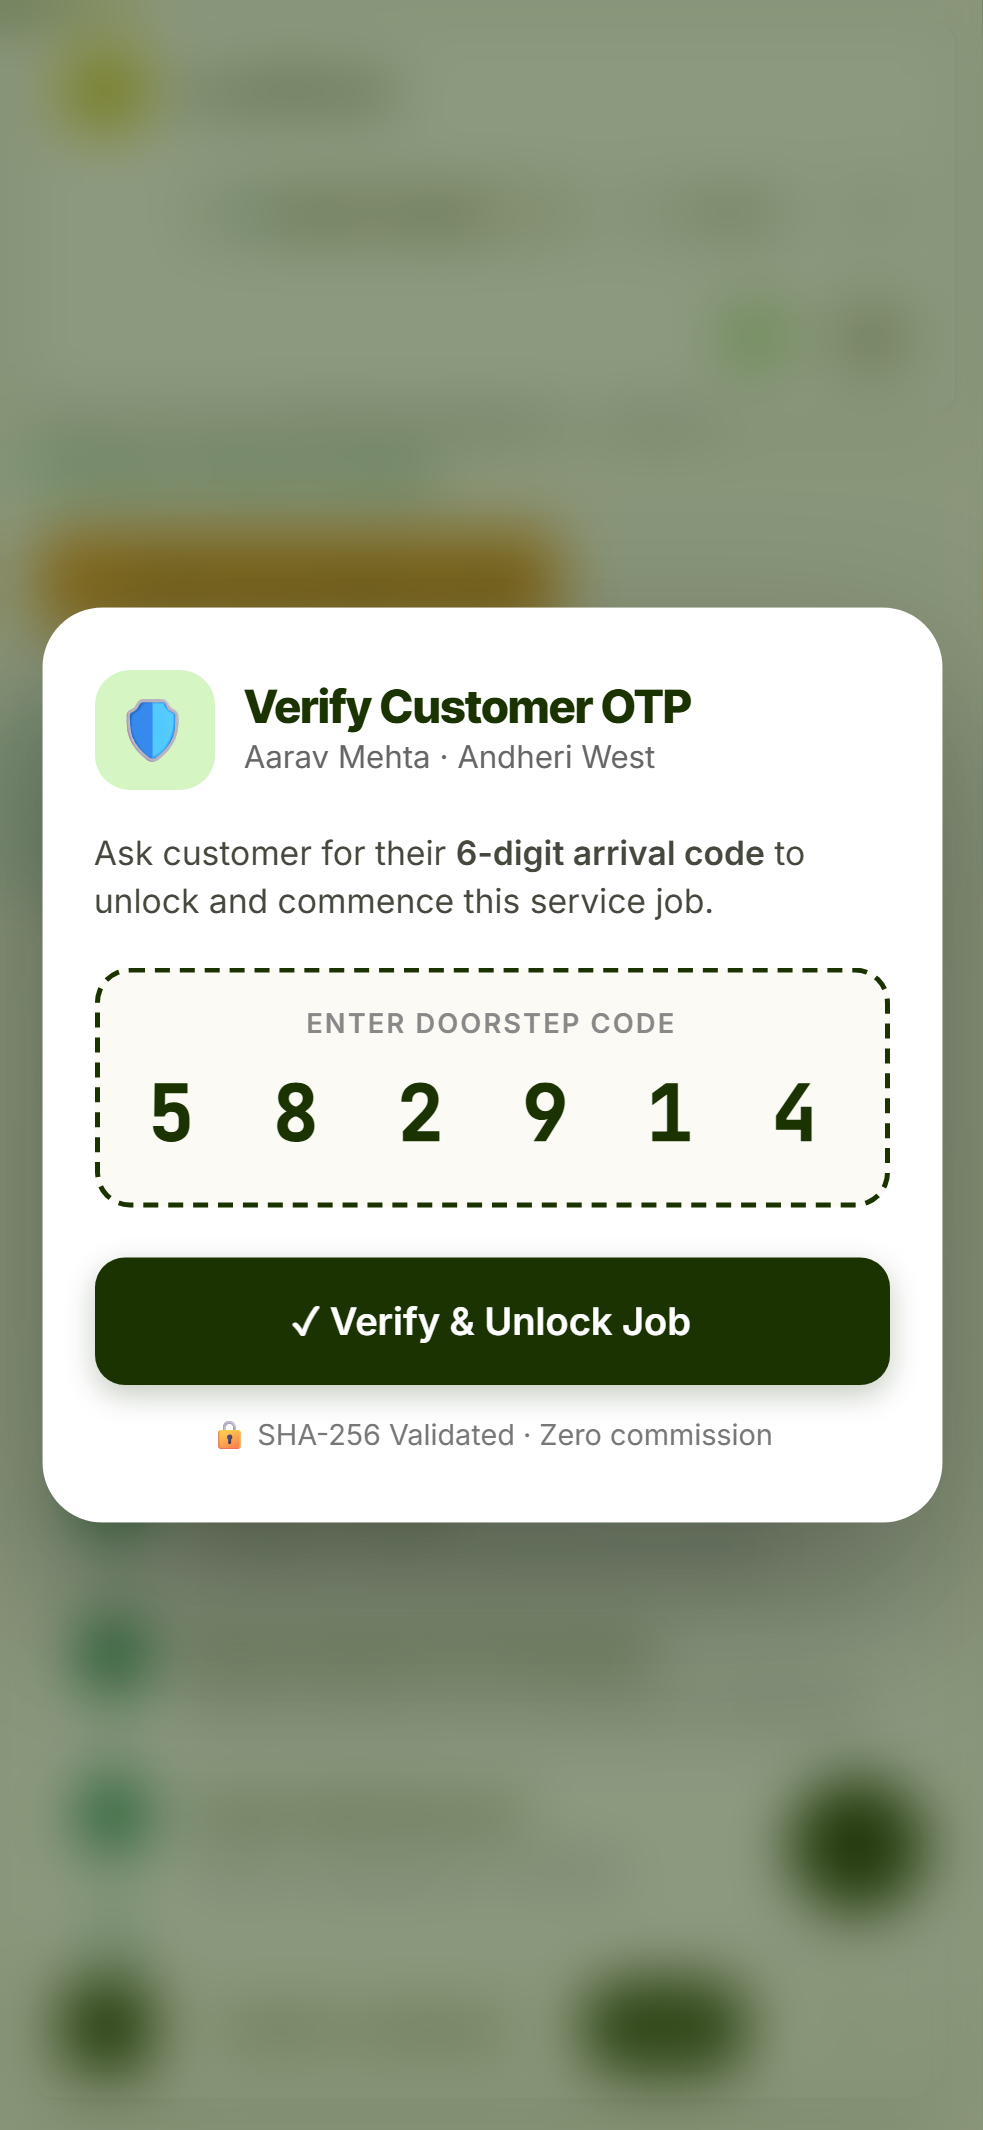 Verify Customer OTP
Aarav Mehta · Andheri West
Ask customer for their 6-digit arrival code to
unlock and commence this service job.
ENTER DOORSTEP CODE
5 8 2 9 1 4
✓ Verify & Unlock Job
🔒 SHA-256 Validated · Zero commission